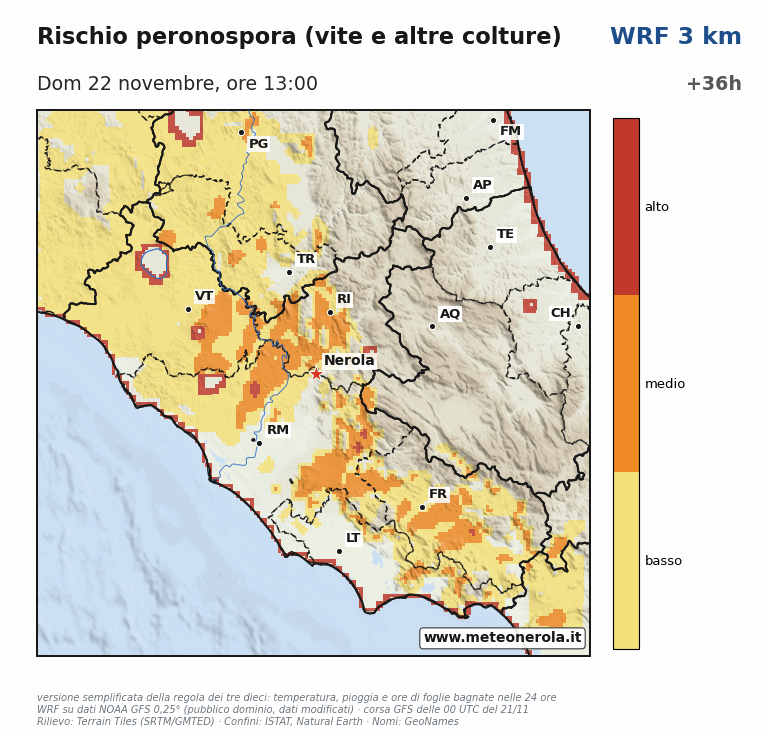 Rischio peronospora (vite e altre colture)
WRF 3 km
Dom 22 novembre, ore 13:00
+36h
FM
PG
AP
TE
TR
VT
RI
AQ
CH
Nerola
RM
FR
LT
www.meteonerola.it
alto
medio
basso
versione semplificata della regola dei tre dieci: temperatura, pioggia e ore di foglie bagnate nelle 24 ore
WRF su dati NOAA GFS 0,25° (pubblico dominio, dati modificati) · corsa GFS delle 00 UTC del 21/11
Rilievo: Terrain Tiles (SRTM/GMTED) · Confini: ISTAT, Natural Earth · Nomi: GeoNames